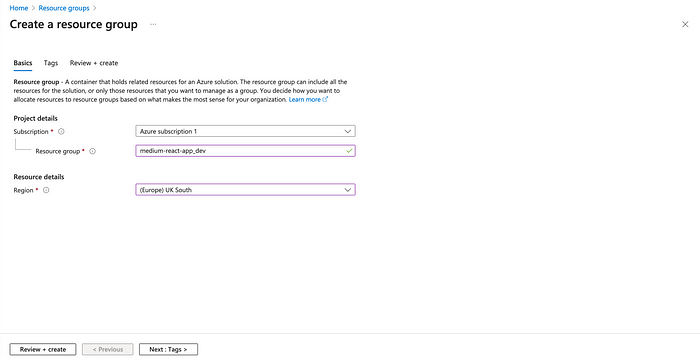 Home > Resource groups >
Create a resource group ...
Basics Tags Review + create
Resource group - A container that holds related resources for an Azure solution. The resource group can include all the
resources for the solution, or only those resources that you want to manage as a group. You decide how you want to
allocate resources to resource groups based on what makes the most sense for your organization. Learn more
Project details
Subscription * Azure subscription 1
Resource group * medium-react-app_dev
Resource details
Region * (Europe) UK South
Review + create < Previous Next : Tags >